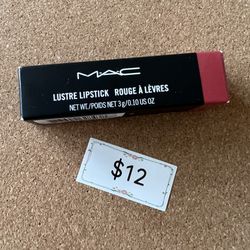 MAC
LUSTRE LIPSTICK   ROUGE À LÈVRES
NET WT./POIDS NET 3 g/0.10 US OZ
$12